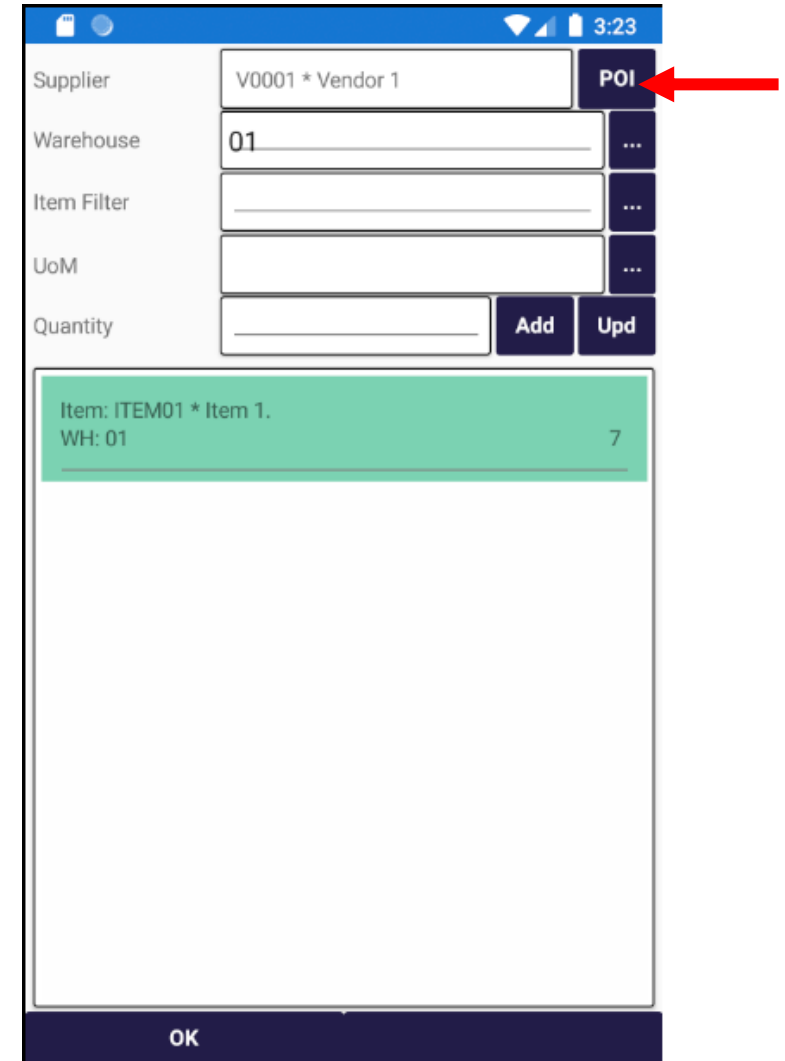 3:23
Supplier V0001 * Vendor 1 POI
Warehouse 01 ...
Item Filter ...
UoM ...
Quantity Add Upd
Item: ITEM01 * Item 1.
WH: 01 7
OK